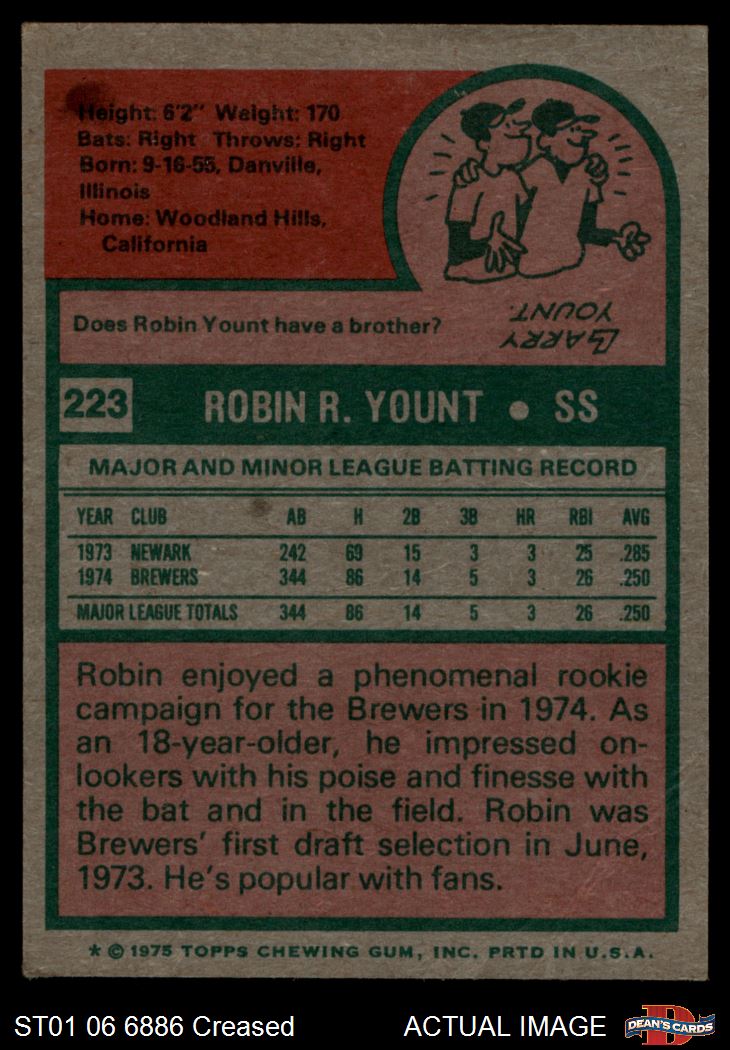 Height: 6'2" Weight: 170
Bats: Right Throws: Right
Born: 9-16-55, Danville,
Illinois
Home: Woodland Hills,
California
Does Robin Yount have a brother?
LARRY
YOUNT.
223 ROBIN R. YOUNT • SS
MAJOR AND MINOR LEAGUE BATTING RECORD
YEAR CLUB AB H 2B 3B HR RBI AVG
1973 NEWARK 242 69 15 3 3 25 .285
1974 BREWERS 344 86 14 5 3 26 .250
MAJOR LEAGUE TOTALS 344 86 14 5 3 26 .250
Robin enjoyed a phenomenal rookie
campaign for the Brewers in 1974. As
an 18-year-older, he impressed on-
lookers with his poise and finesse with
the bat and in the field. Robin was
Brewers' first draft selection in June,
1973. He's popular with fans.
* © 1975 TOPPS CHEWING GUM, INC. PRTD IN U.S.A.
ST01 06 6886 Creased ACTUAL IMAGE
D
DEAN'S CARDS